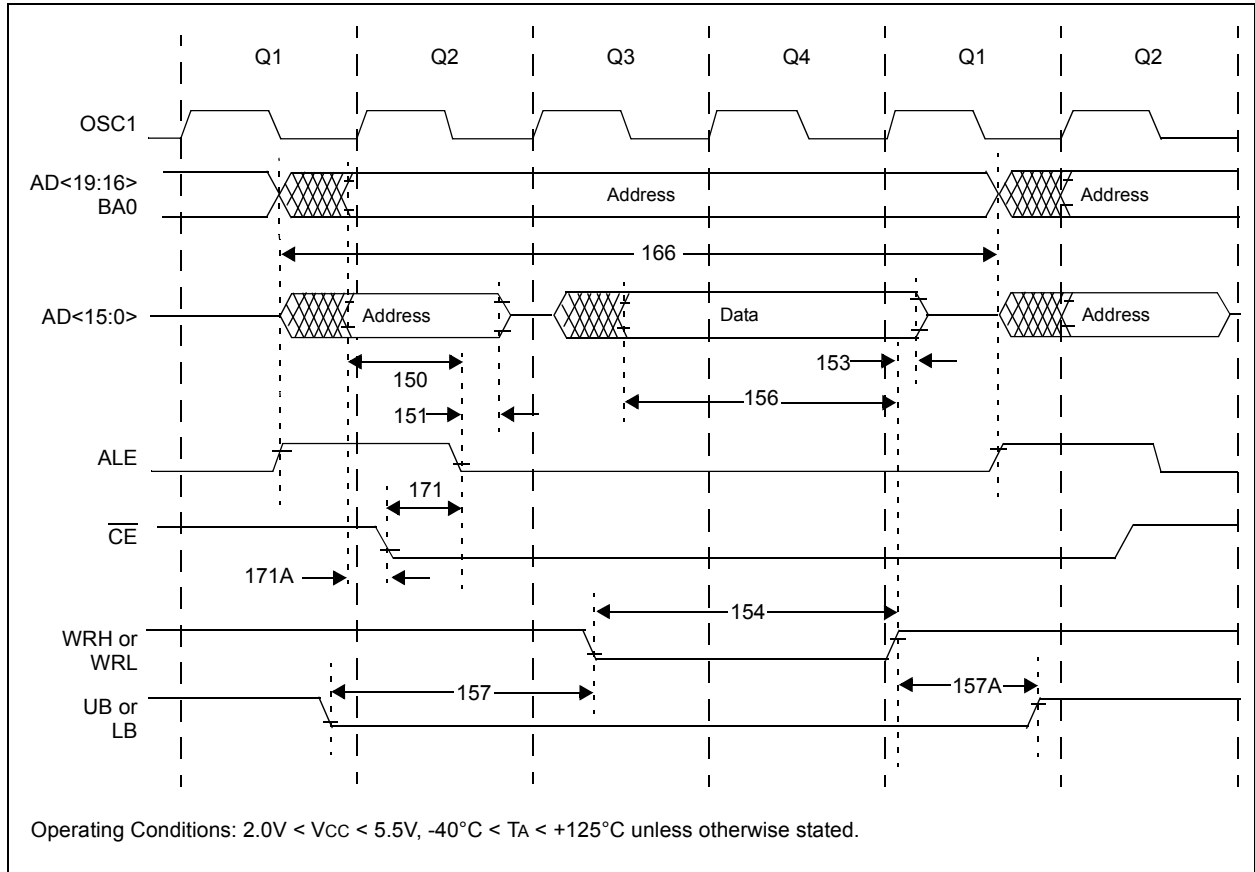 Q1 Q2 Q3 Q4 Q1 Q2
OSC1
AD<19:16>
BA0
Address Address
166
AD<15:0>
Address Data Address
150
153
151
156
ALE
171
CE
171A
154
WRH or
WRL
157
157A
UB or
LB
Operating Conditions: 2.0V < VCC < 5.5V, -40°C < TA < +125°C unless otherwise stated.